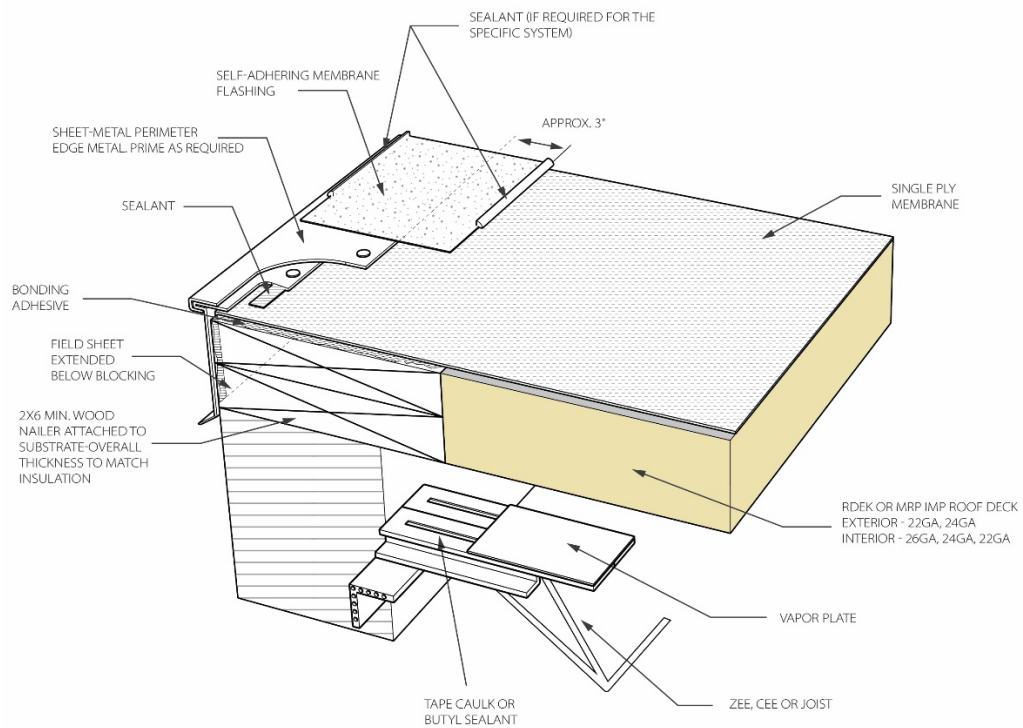 SEALANT (IF REQUIRED FOR THE
SPECIFIC SYSTEM)
SELF-ADHERING MEMBRANE
FLASHING
APPROX. 3"
SHEET-METAL PERIMETER
EDGE METAL. PRIME AS REQUIRED
SINGLE PLY
MEMBRANE
SEALANT
BONDING
ADHESIVE
FIELD SHEET
EXTENDED
BELOW BLOCKING
2X6 MIN. WOOD
NAILER ATTACHED TO
SUBSTRATE-OVERALL
THICKNESS TO MATCH
INSULATION
RDEK OR MRP IMP ROOF DECK
EXTERIOR - 22GA, 24GA
INTERIOR - 26GA, 24GA, 22GA
VAPOR PLATE
ZEE, CEE OR JOIST
TAPE CAULK OR
BUTYL SEALANT